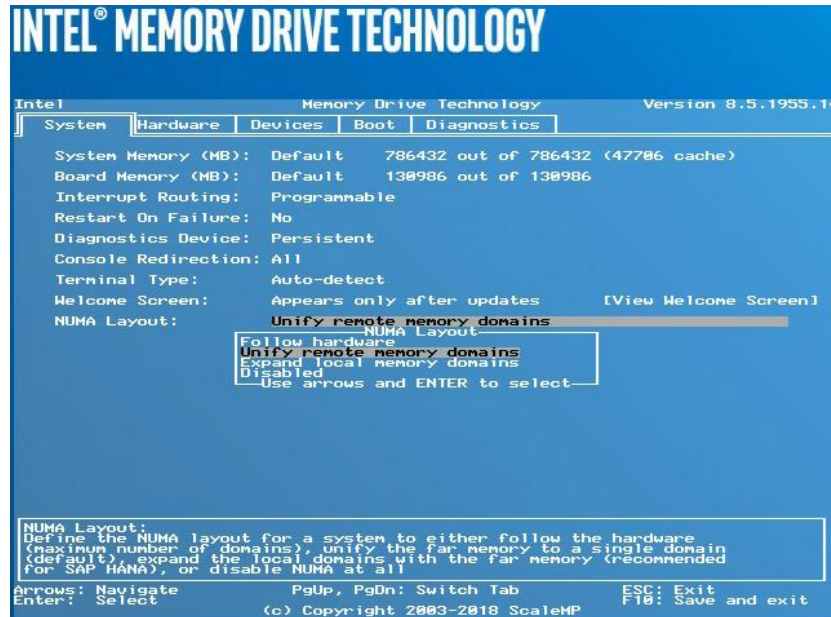 INTEL® MEMORY DRIVE TECHNOLOGY
Intel Memory Drive Technology Version 8.5.1955.1
System Hardware Devices Boot Diagnostics
System Memory (MB): Default 786432 out of 786432 (47706 cache)
Board Memory (MB): Default 130986 out of 130986
Interrupt Routing: Programmable
Restart On Failure: No
Diagnostics Device: Persistent
Console Redirection: All
Terminal Type: Auto-detect
Welcome Screen: Appears only after updates [View Welcome Screen]
NUMA Layout: Unify remote memory domains
NUMA Layout
Follow hardware
Unify remote memory domains
Expand local memory domains
Disabled
Use arrows and ENTER to select
NUMA Layout:
Define the NUMA layout for a system to either follow the hardware
(maximum number of domains), unify the far memory to a single domain
(default), expand the local domains with the far memory (recommended
for SAP HANA), or disable NUMA at all
Arrows: Navigate PgUp, PgDn: Switch Tab ESC: Exit
Enter: Select F10: Save and exit
(c) Copyright 2003-2018 ScaleMP